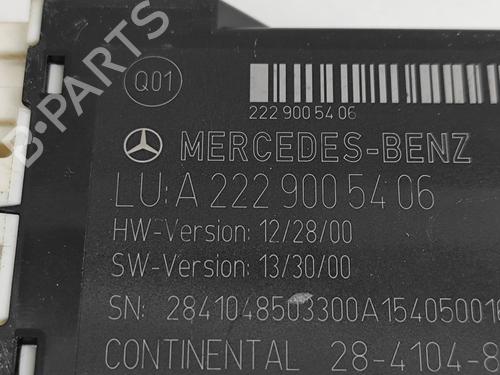 Q01
222 900 54 06
MERCEDES-BENZ
LU: A 222 900 54 06
HW-Version: 12/28/00
SW-Version: 13/30/00
SN: 2841048503300A154050016
CONTINENTAL 28-4104-8
B-PARTS